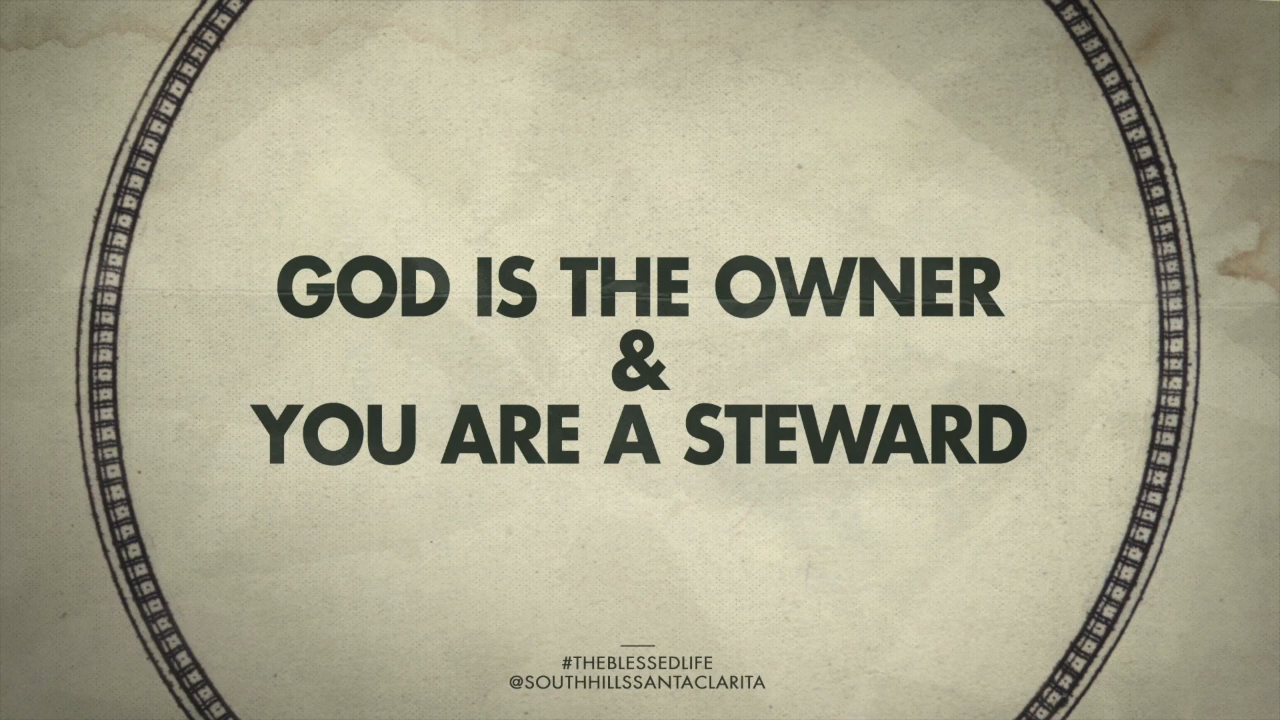 GOD IS THE OWNER
&
YOU ARE A STEWARD
#THEBLESSEDLIFE
@SOUTHHILLSSANTACLARITA